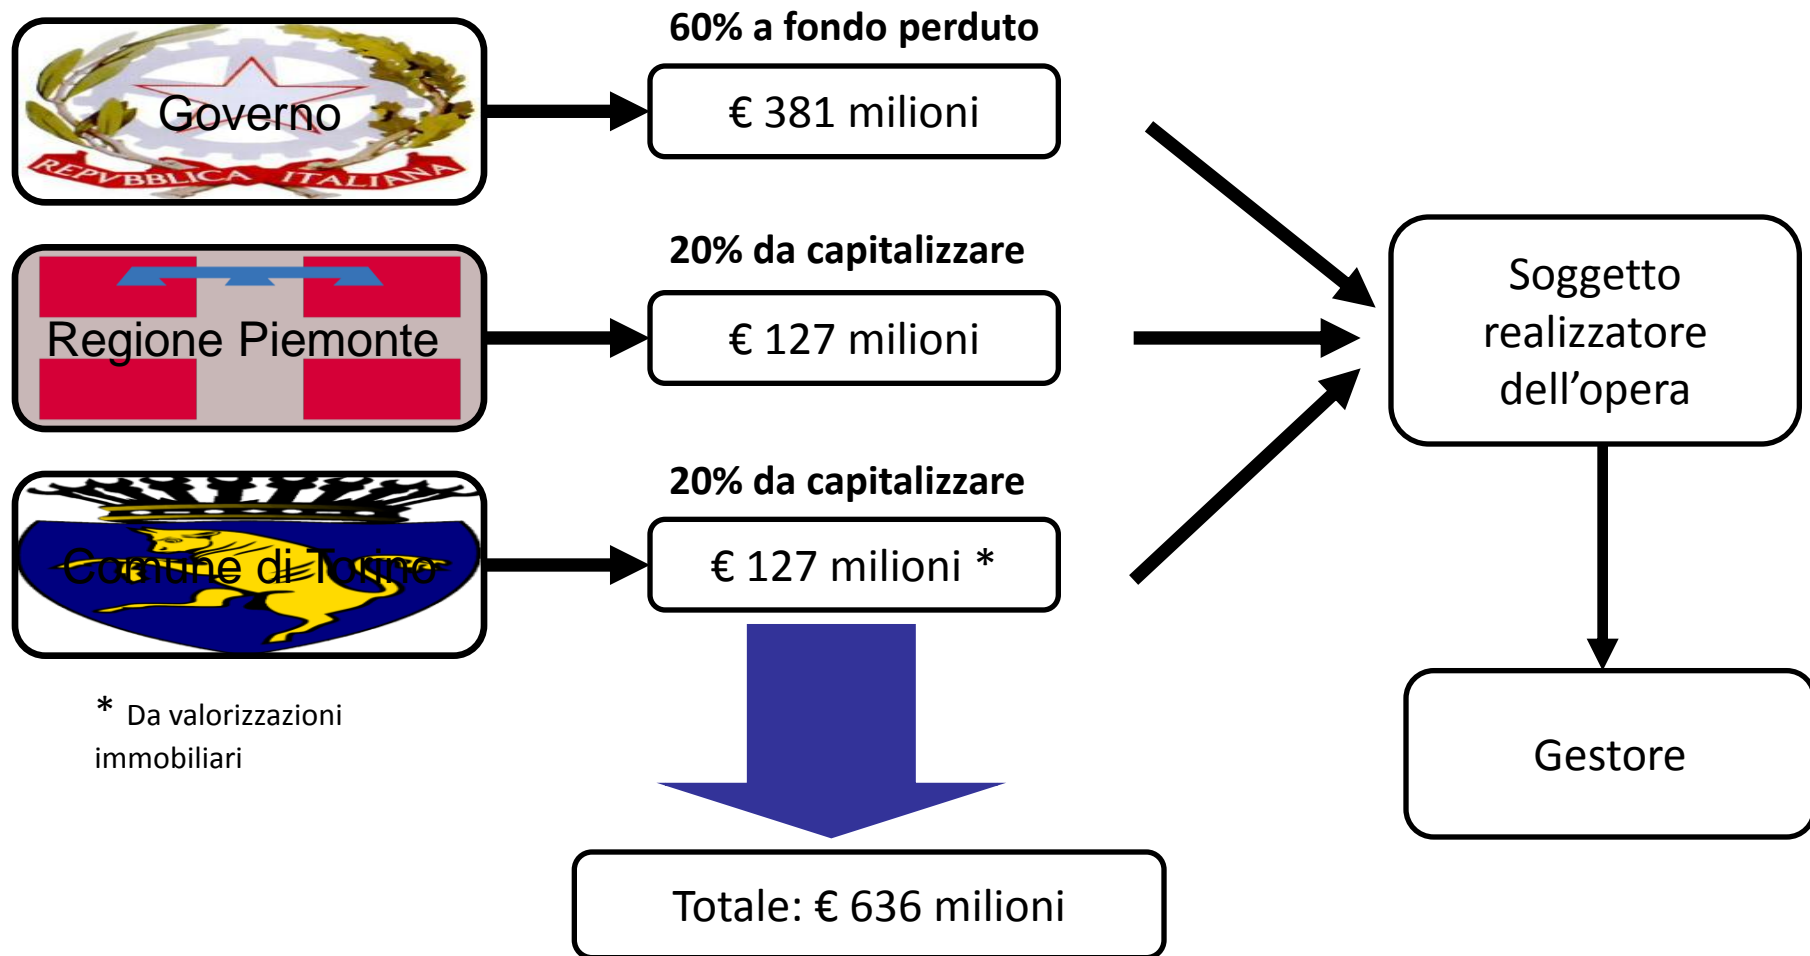 60% a fondo perduto
Governo
REPVBBLICA ITALIANA
€ 381 milioni
20% da capitalizzare
Regione Piemonte
€ 127 milioni
Soggetto
realizzatore
dell’opera
20% da capitalizzare
Comune di Torino
€ 127 milioni *
* Da valorizzazioni
immobiliari
Gestore
Totale: € 636 milioni